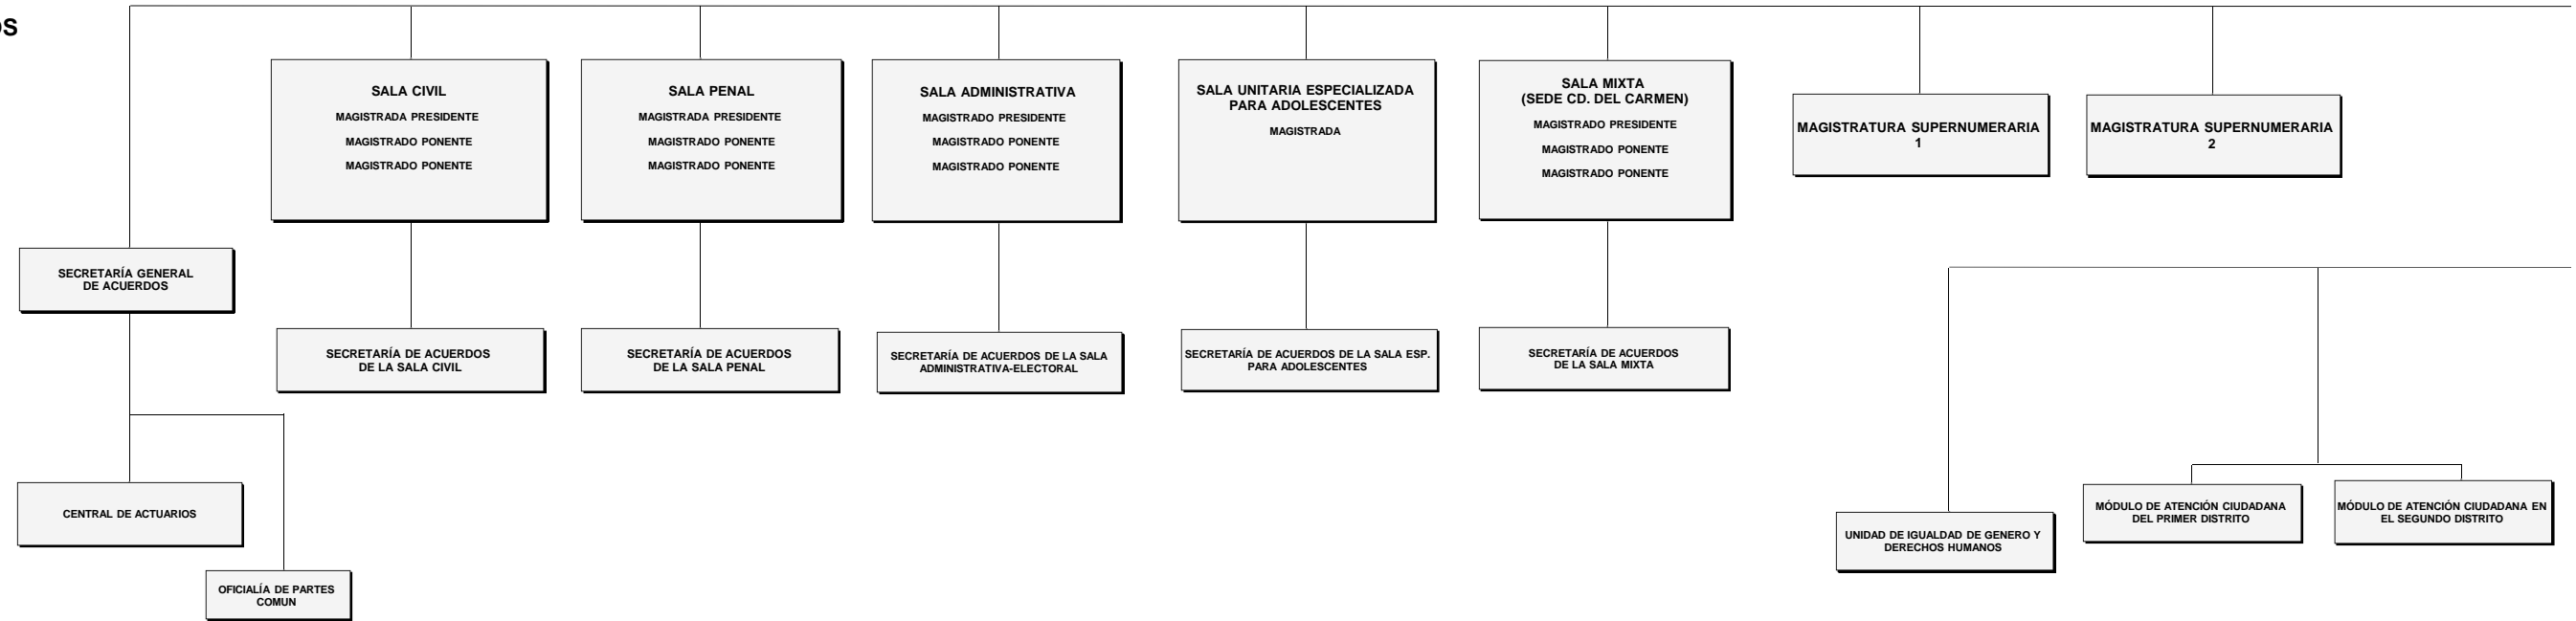 OS
SALA CIVIL
MAGISTRADA PRESIDENTE
MAGISTRADO PONENTE
MAGISTRADO PONENTE
SALA PENAL
MAGISTRADA PRESIDENTE
MAGISTRADO PONENTE
MAGISTRADO PONENTE
SALA ADMINISTRATIVA
MAGISTRADO PRESIDENTE
MAGISTRADO PONENTE
MAGISTRADO PONENTE
SALA UNITARIA ESPECIALIZADA
PARA ADOLESCENTES
MAGISTRADA
SALA MIXTA
(SEDE CD. DEL CARMEN)
MAGISTRADO PRESIDENTE
MAGISTRADO PONENTE
MAGISTRADO PONENTE
MAGISTRATURA SUPERNUMERARIA
1
MAGISTRATURA SUPERNUMERARIA
2
SECRETARÍA GENERAL
DE ACUERDOS
SECRETARÍA DE ACUERDOS
DE LA SALA CIVIL
SECRETARÍA DE ACUERDOS
DE LA SALA PENAL
SECRETARÍA DE ACUERDOS DE LA SALA
ADMINISTRATIVA-ELECTORAL
SECRETARÍA DE ACUERDOS DE LA SALA ESP.
PARA ADOLESCENTES
SECRETARÍA DE ACUERDOS
DE LA SALA MIXTA
CENTRAL DE ACTUARIOS
OFICIALÍA DE PARTES
COMUN
UNIDAD DE IGUALDAD DE GENERO Y
DERECHOS HUMANOS
MÓDULO DE ATENCIÓN CIUDADANA
DEL PRIMER DISTRITO
MÓDULO DE ATENCIÓN CIUDADANA EN
EL SEGUNDO DISTRITO